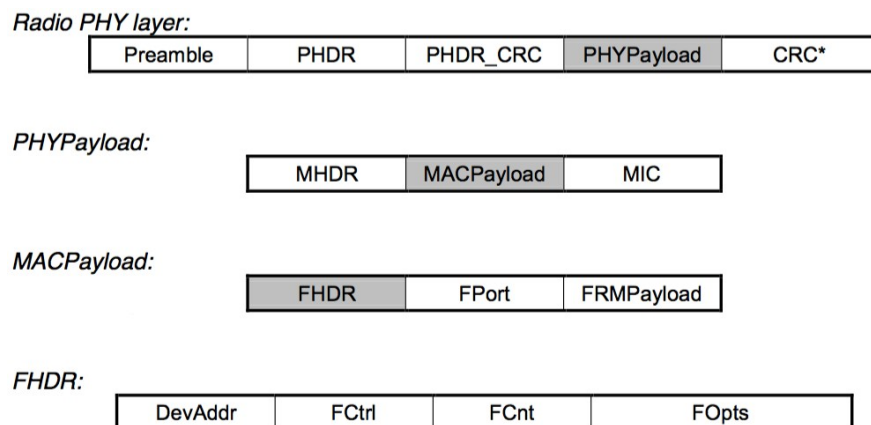 Radio PHY layer:
Preamble PHDR PHDR_CRC PHYPayload CRC*
PHYPayload:
MHDR MACPayload MIC
MACPayload:
FHDR FPort FRMPayload
FHDR:
DevAddr FCtrl FCnt FOpts